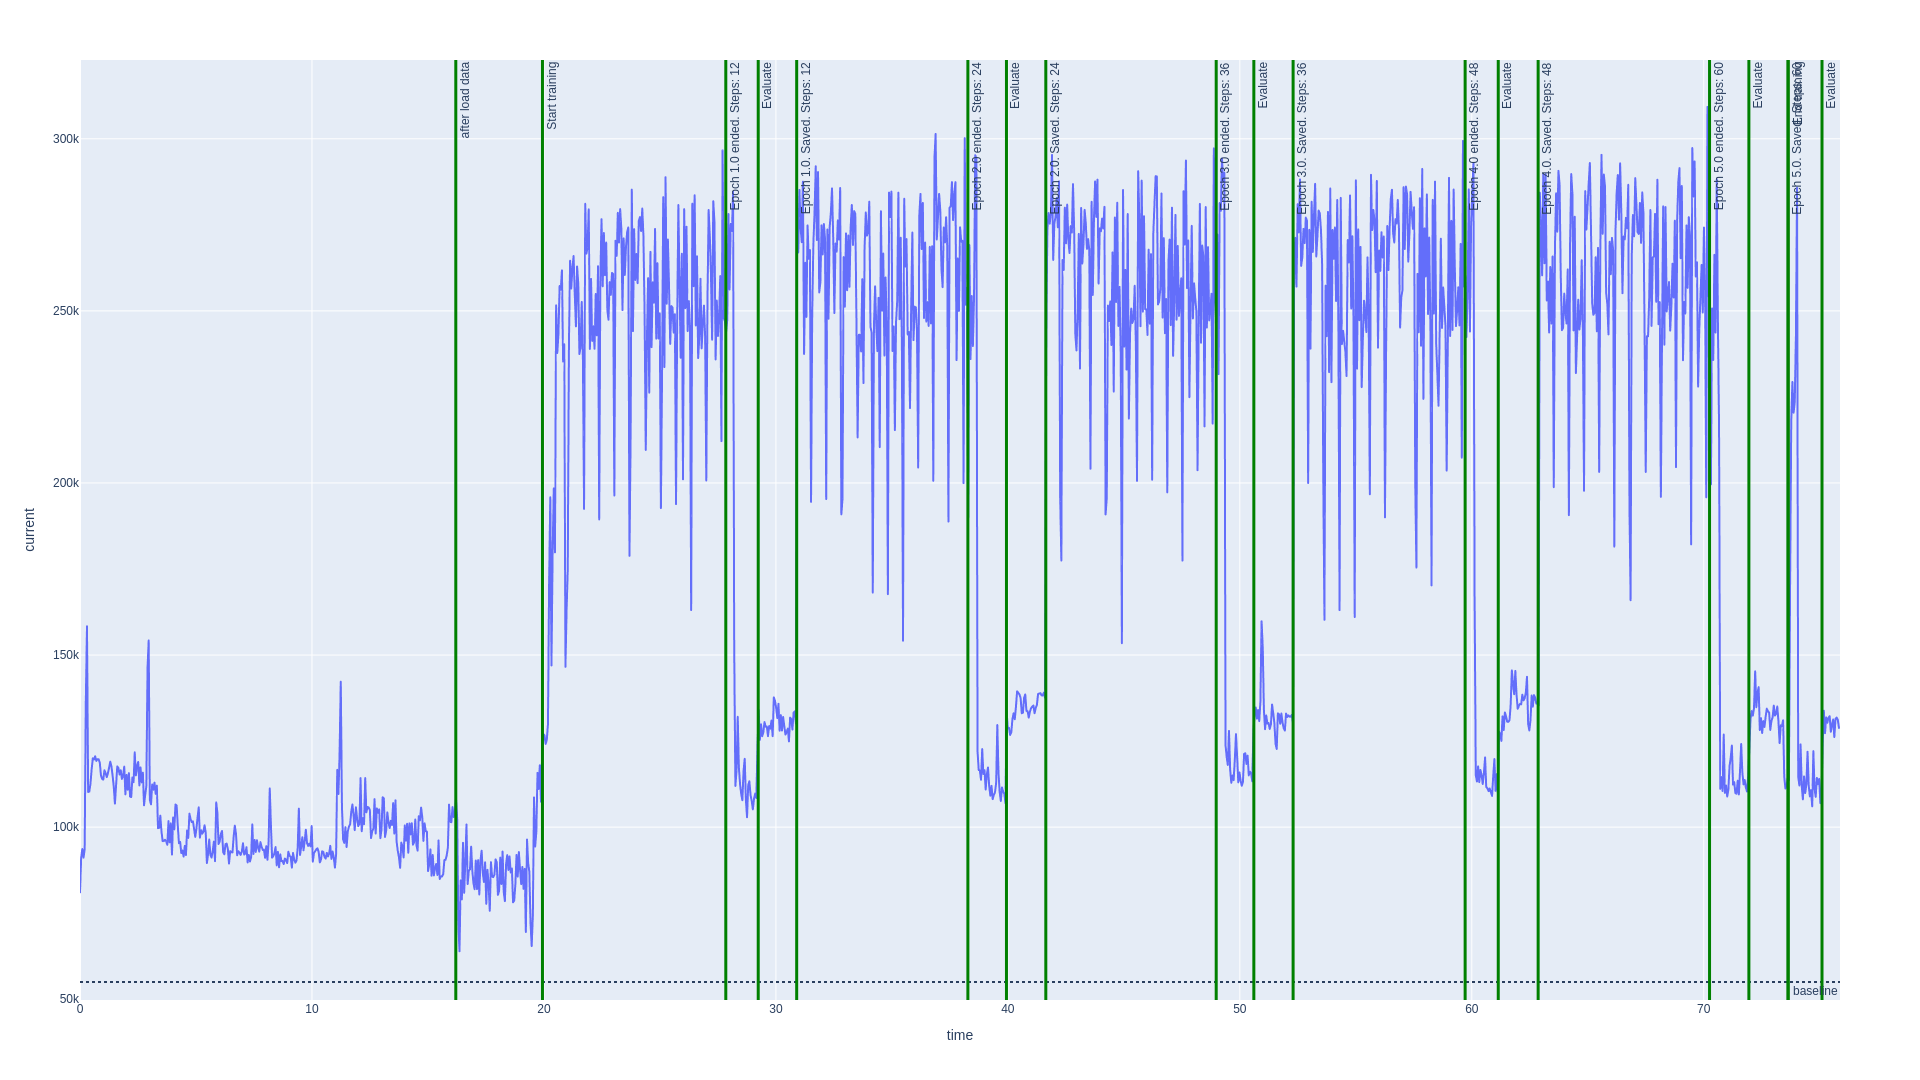 after load data
Start training
Epoch 1.0 ended. Steps: 12
Evaluate
Epoch 1.0. Saved. Steps: 12
Epoch 2.0 ended. Steps: 24
Evaluate
Epoch 2.0. Saved. Steps: 24
Epoch 3.0 ended. Steps: 36
Evaluate
Epoch 3.0. Saved. Steps: 36
Epoch 4.0 ended. Steps: 48
Evaluate
Epoch 4.0. Saved. Steps: 48
Epoch 5.0 ended. Steps: 60
Evaluate
Epoch 5.0. Saved.
Evaluate
300k
250k
200k
150k
100k
50k
current
baseline
0
10
20
30
40
50
60
70
time